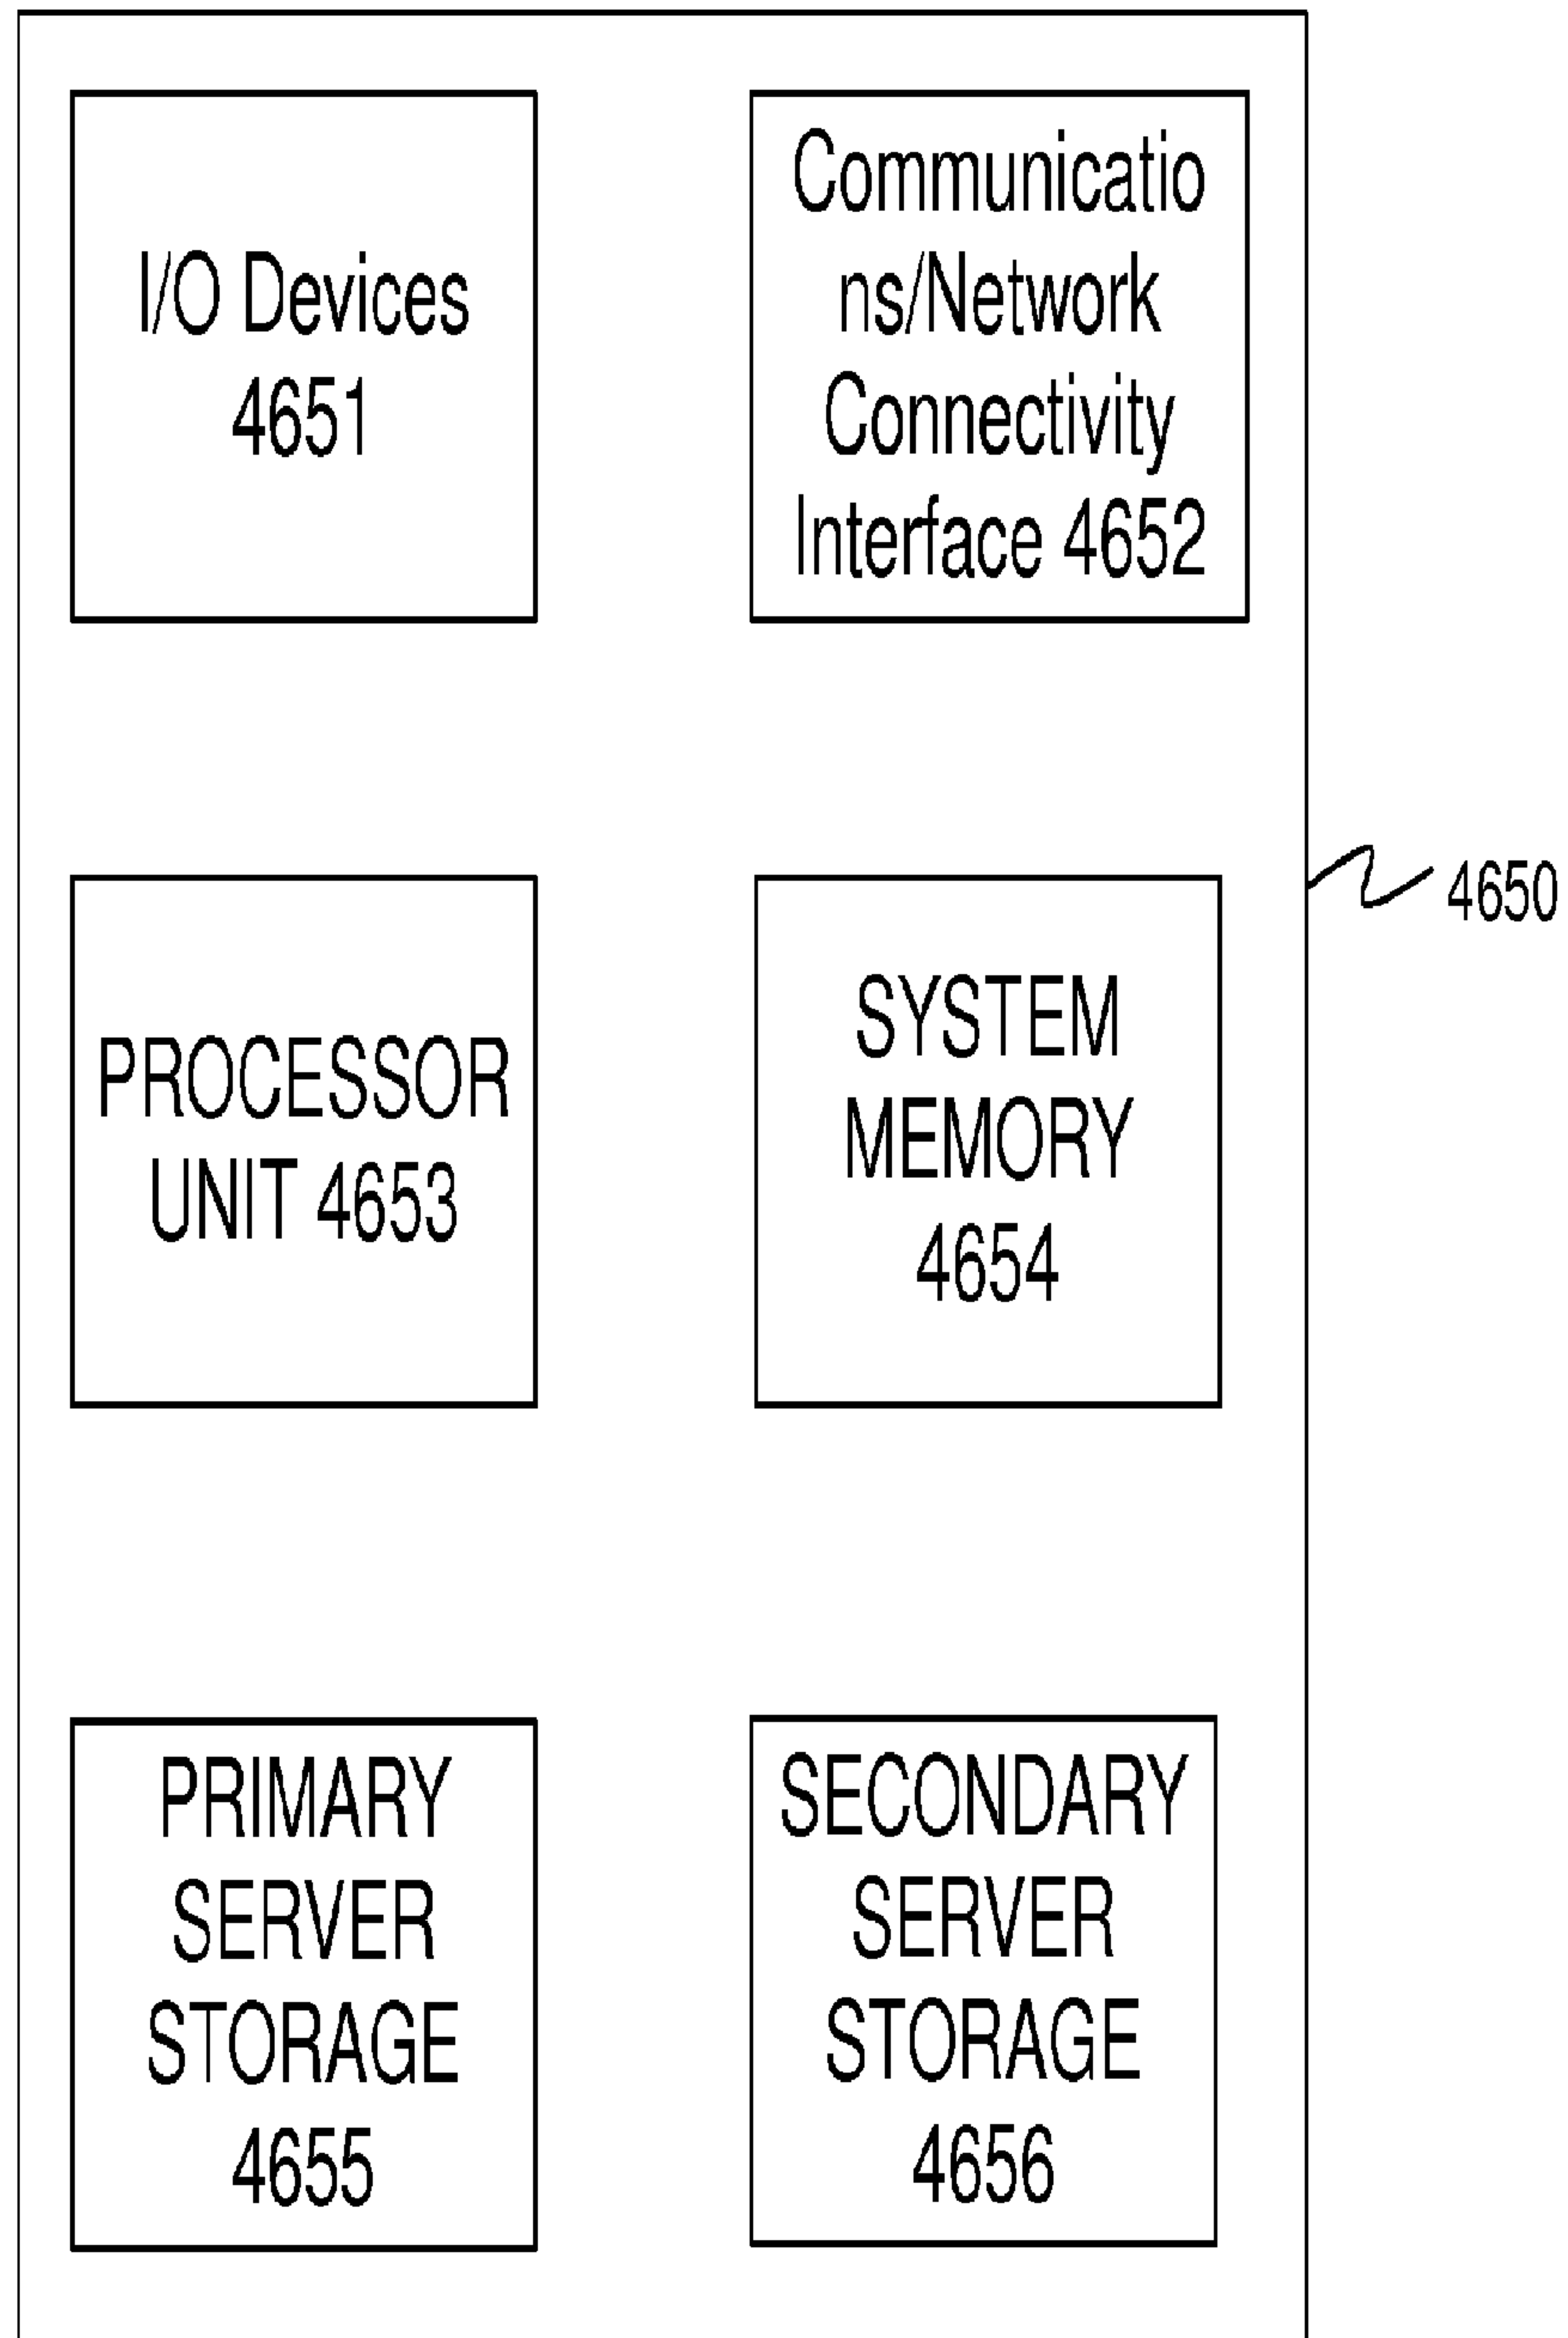 I/O Devices
4651
Communicatio
ns/Network
Connectivity
Interface 4652
PROCESSOR
UNIT 4653
SYSTEM
MEMORY
4654
4650
PRIMARY
SERVER
STORAGE
4655
SECONDARY
SERVER
STORAGE
4656